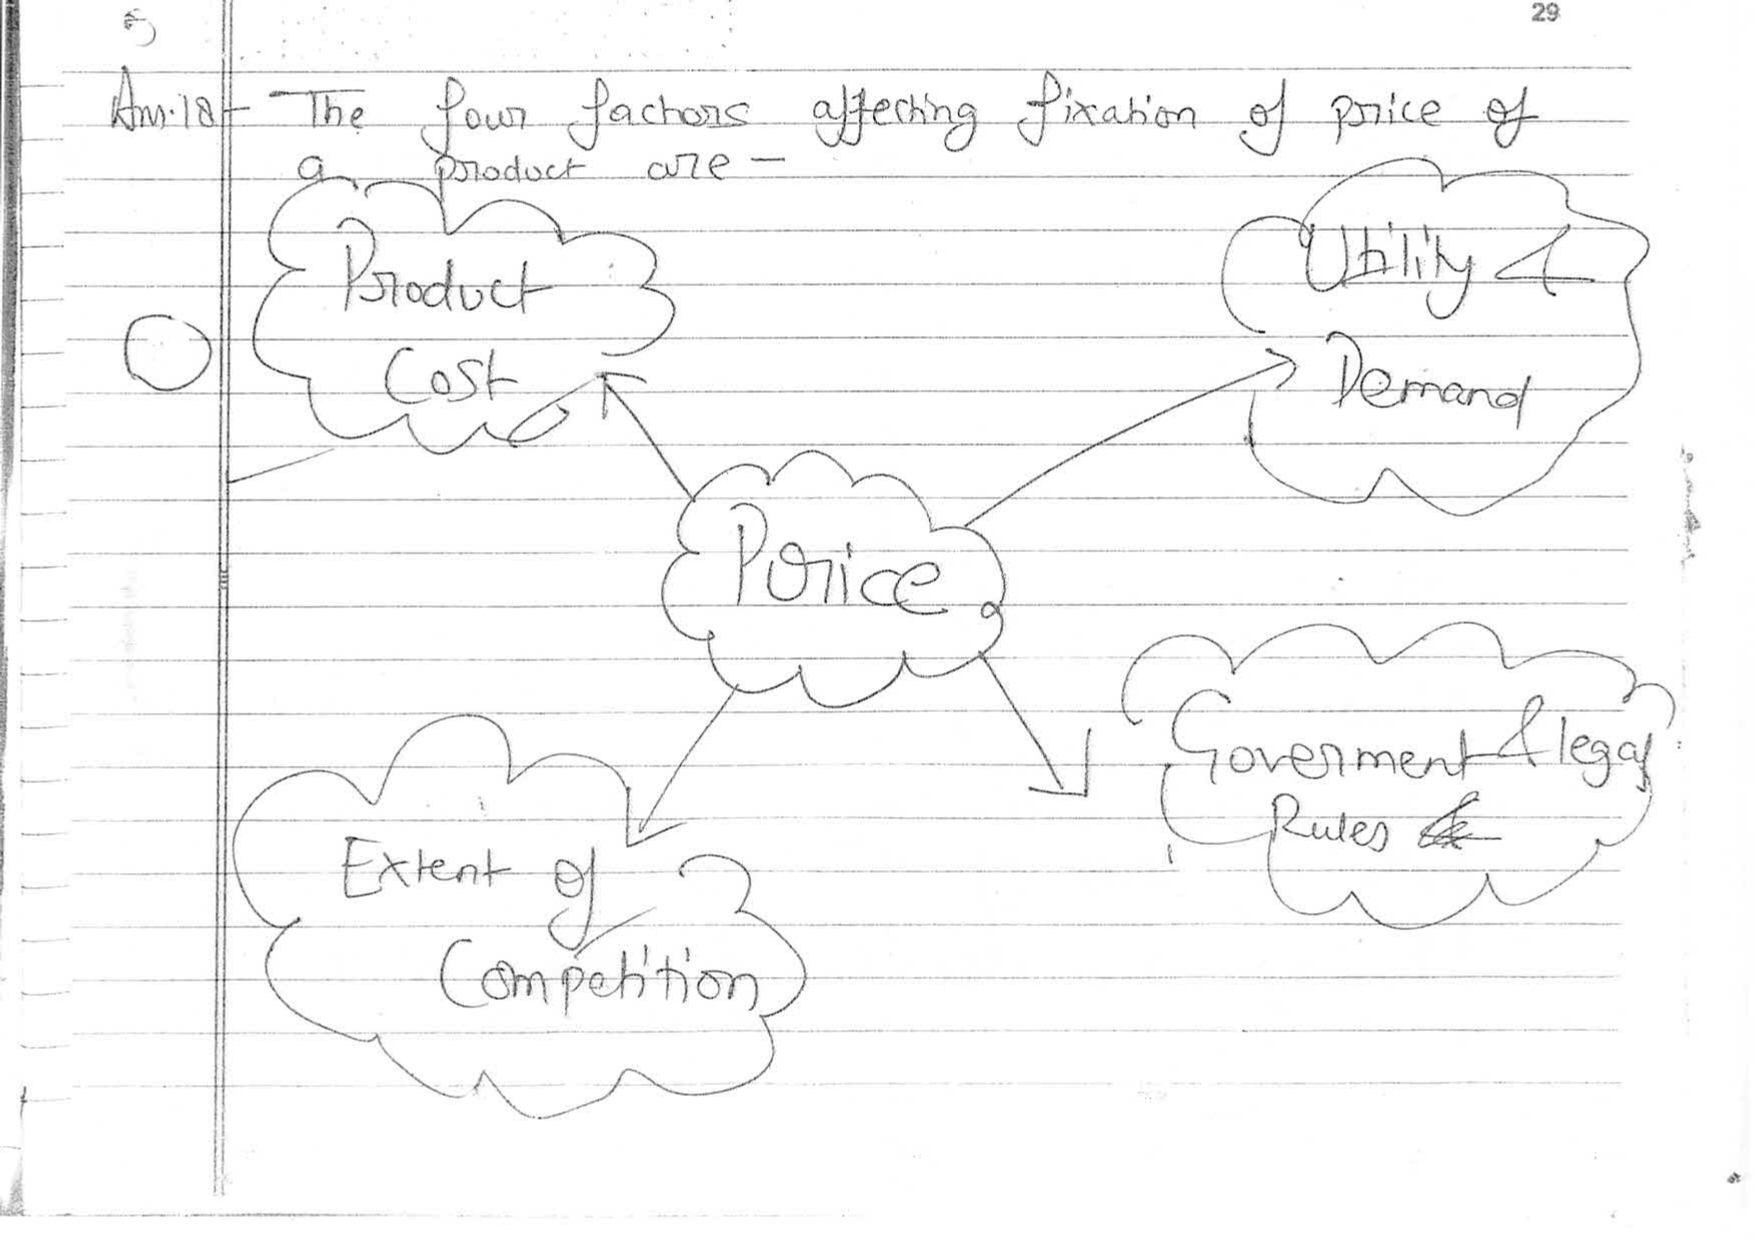 29
Ans.18- The four factors affecting fixation of price of
a product are -
Product
Cost
Utility &
Demand
Price
Goverment & legal
Rules
Extent of
Competition